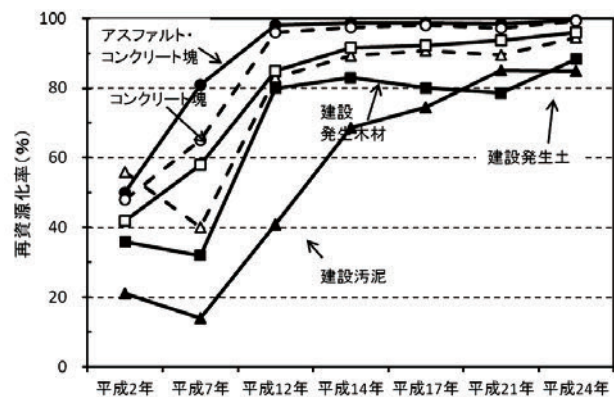 再資源化率(%)
100
80
60
40
20
0
アスファルト・
コンクリート塊
コンクリート塊
建設
発生木材
建設発生土
建設汚泥
平成2年 平成7年 平成12年 平成14年 平成17年 平成21年 平成24年